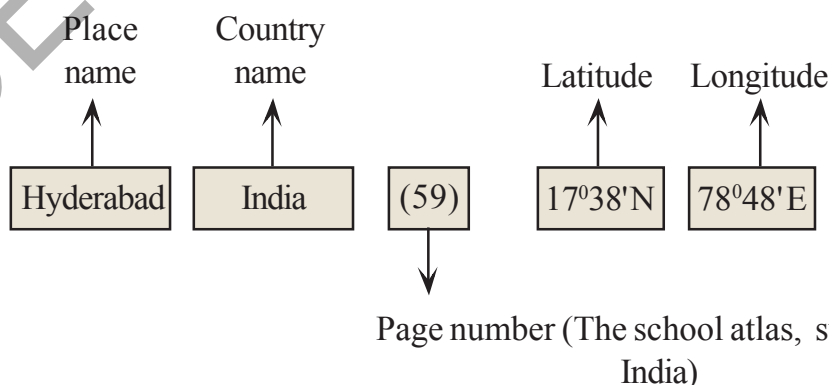 Place name
Country name
Latitude
Longitude
Hyderabad
India
(59)
17⁰38'N
78⁰48'E
Page number (The school atlas,
India)